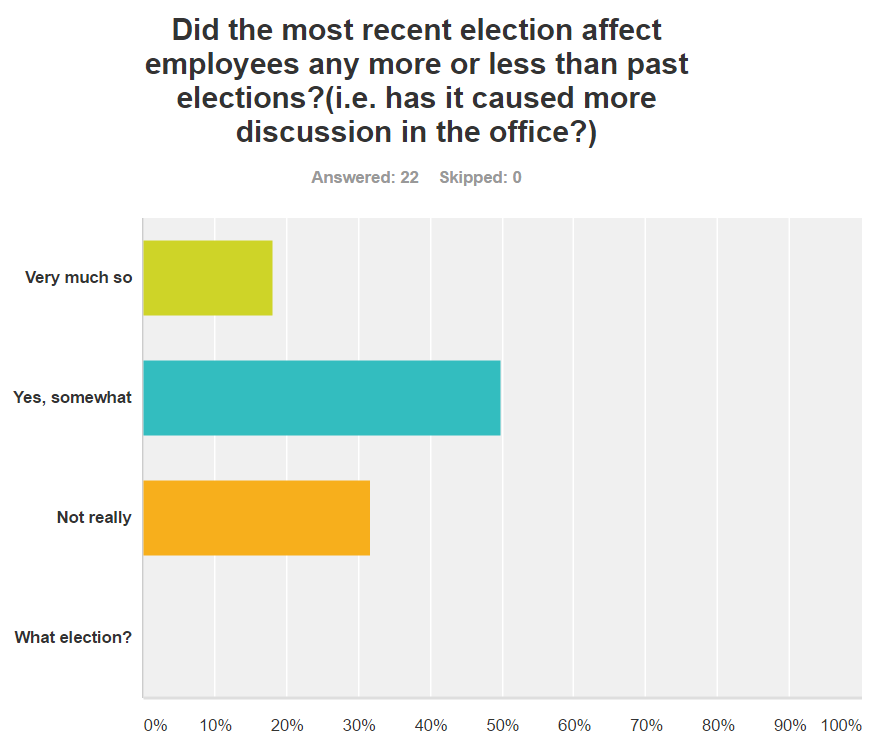 Did the most recent election affect
employees any more or less than past
elections?(i.e. has it caused more
discussion in the office?)
Answered: 22 Skipped: 0
Very much so
Yes, somewhat
Not really
What election?
0% 10% 20% 30% 40% 50% 60% 70% 80% 90% 100%